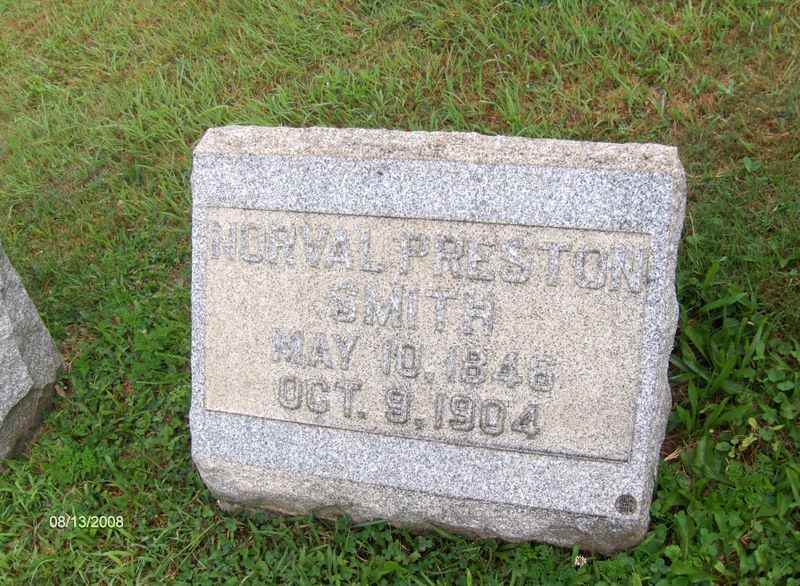 NORVAL PRESTON
SMITH
MAY 10, 1846
OCT. 9, 1904
08/13/2008